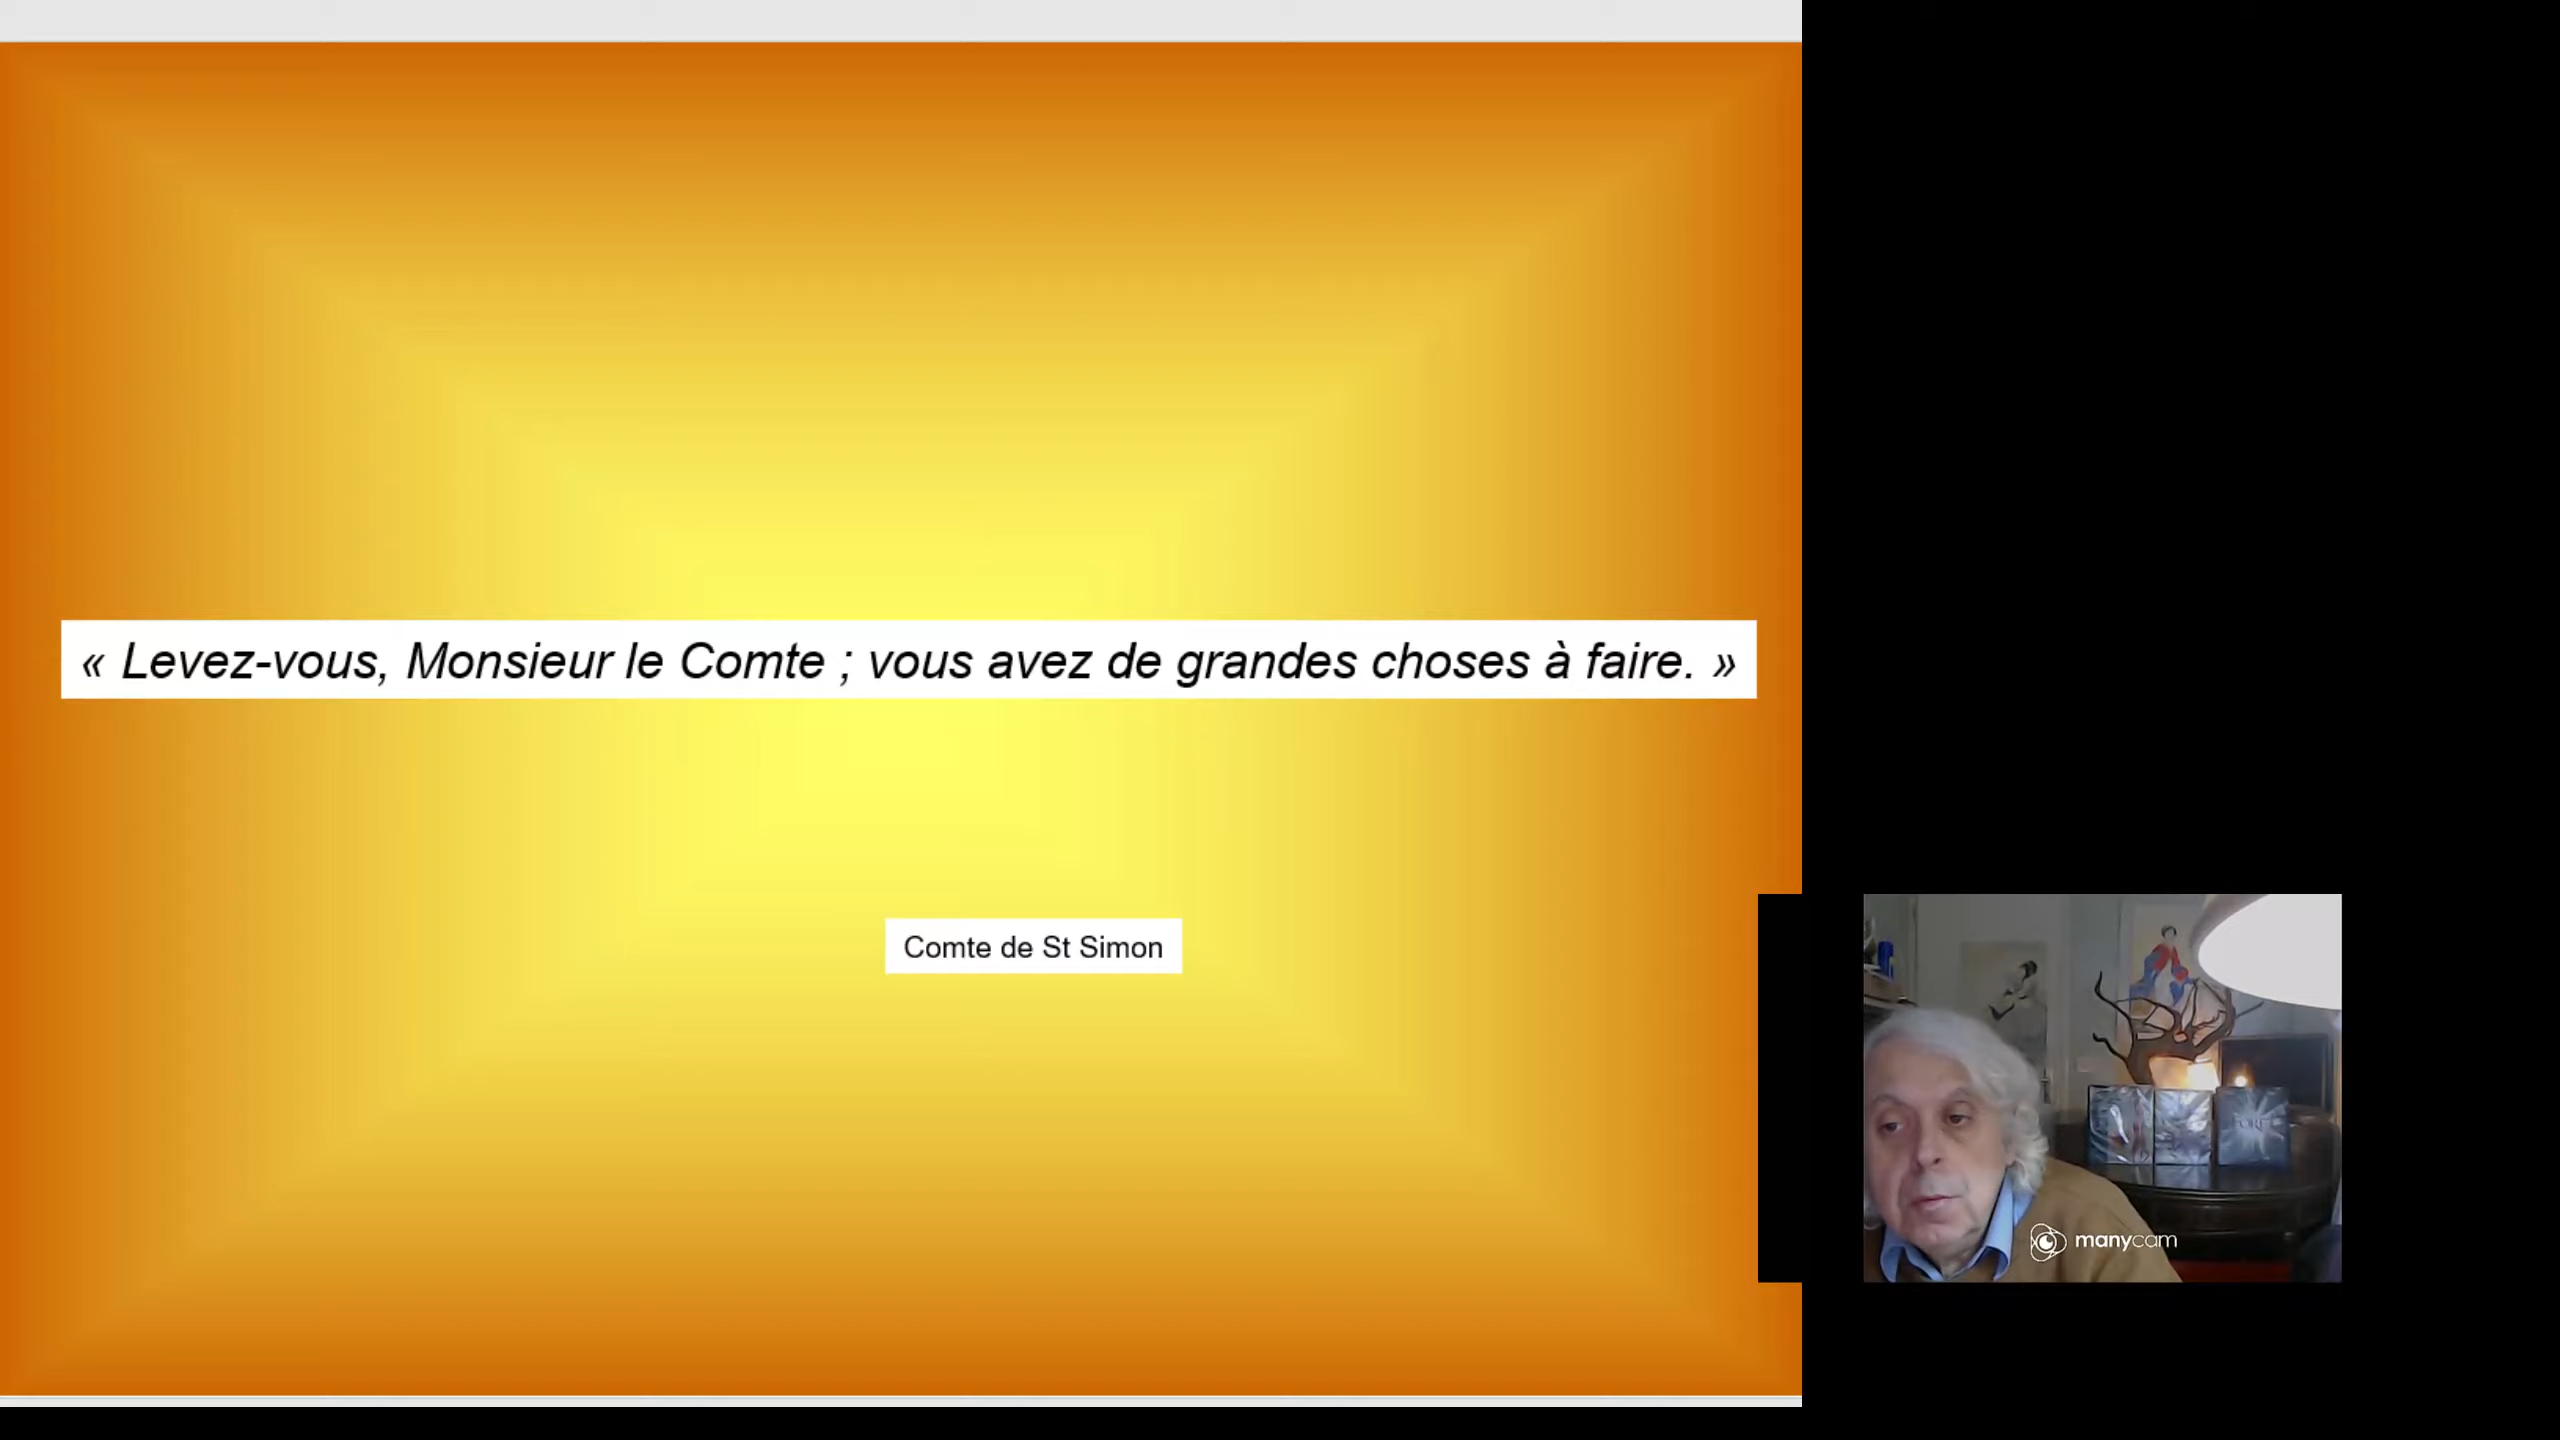 « Levez-vous, Monsieur le Comte ; vous avez de grandes choses à faire. »
Comte de St Simon
manycam